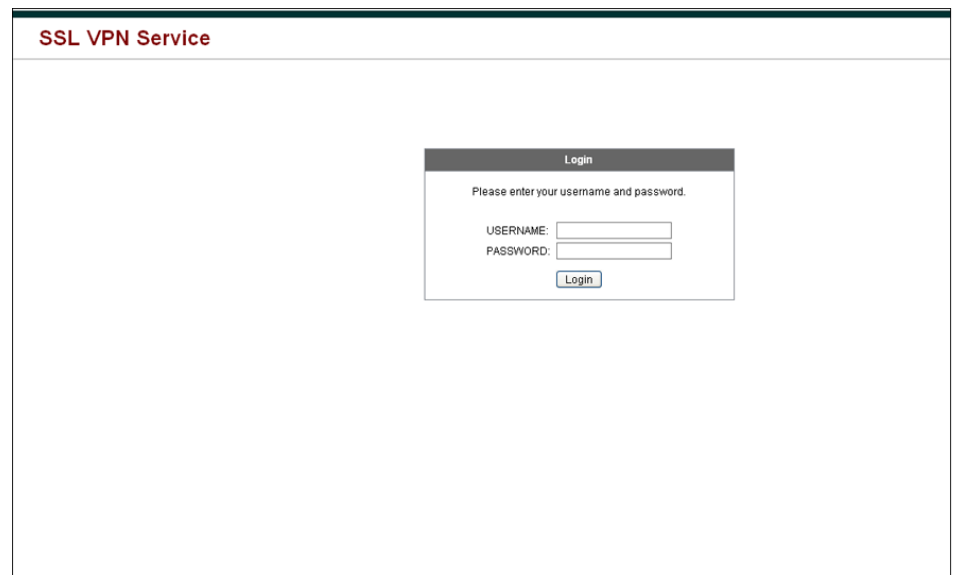 SSL VPN Service
Login
Please enter your username and password.
USERNAME:
PASSWORD:
Login